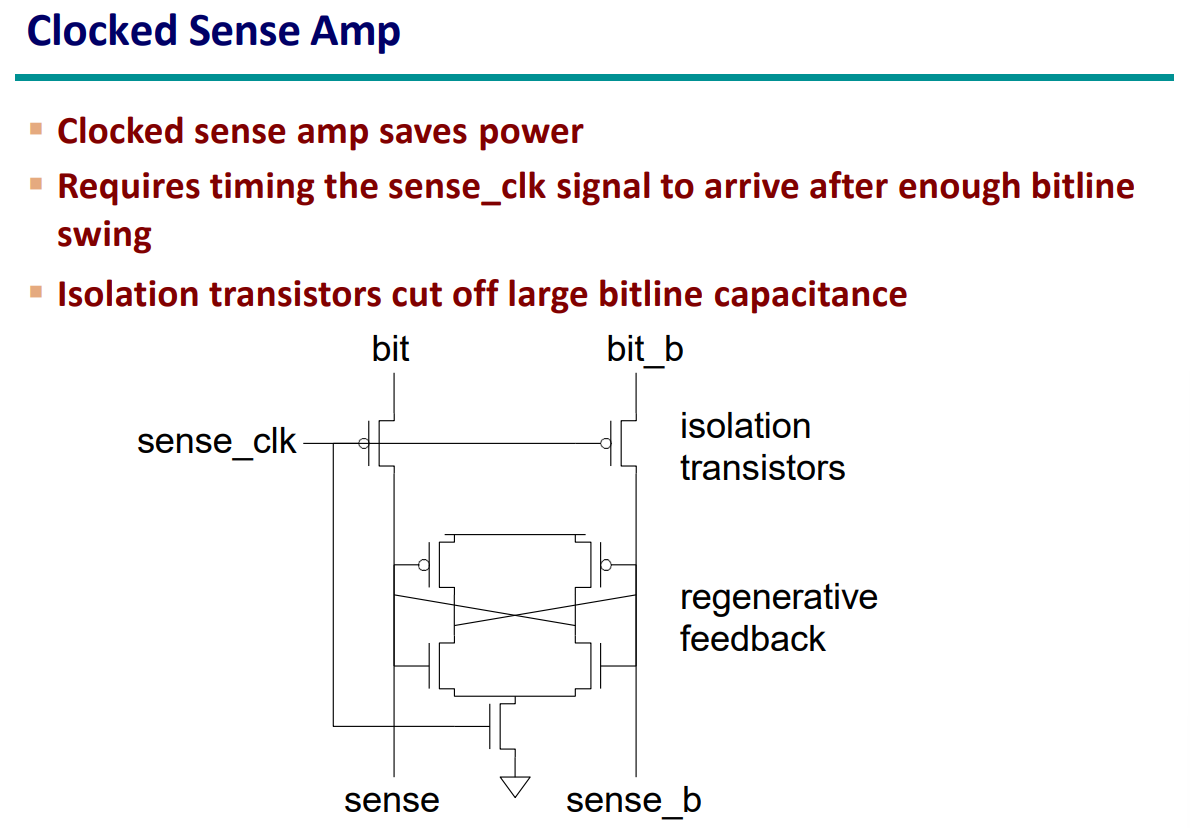 Clocked Sense Amp
▪ Clocked sense amp saves power
▪ Requires timing the sense_clk signal to arrive after enough bitline
swing
▪ Isolation transistors cut off large bitline capacitance
bit
bit_b
sense_clk
isolation
transistors
regenerative
feedback
sense
sense_b